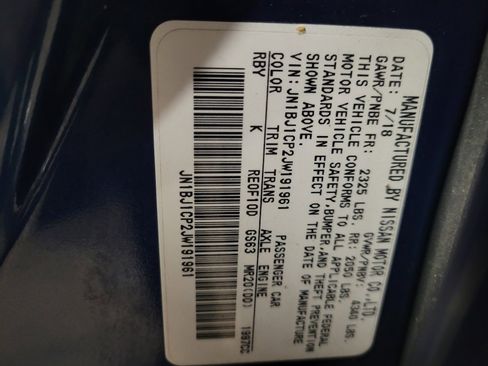 MANUFACTURED BY NISSAN MOTOR CO.,LTD.
DATE: 7/18 GVWR/PNBV: 4340 LBS.
GAWR/PNBE FR: 2325 LBS. RR: 2050 LBS.
THIS VEHICLE CONFORMS TO ALL APPLICABLE FEDERAL
MOTOR VEHICLE SAFETY,BUMPER,AND THEFT PREVENTION
STANDARDS IN EFFECT ON THE DATE OF MANUFACTURE
SHOWN ABOVE.
VIN:JN1BJ1CP2JW191961 PASSENGER CAR
COLOR TRIM TRANS AXLE ENGINE
RBY K RE0F10D GS63 MR20(DD) 1997CC
JN1BJ1CP2JW191961